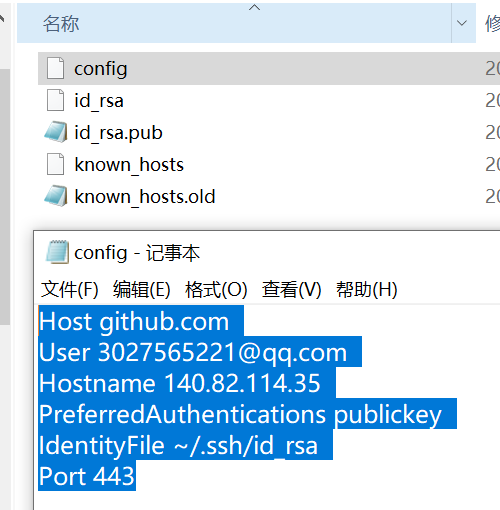 名称
修
config
20
id_rsa
20
id_rsa.pub
20
known_hosts
20
known_hosts.old
20
config - 记事本
文件(F) 编辑(E) 格式(O) 查看(V) 帮助(H)
Host github.com
User 3027565221@qq.com
Hostname 140.82.114.35
PreferredAuthentications publickey
IdentityFile ~/.ssh/id_rsa
Port 443